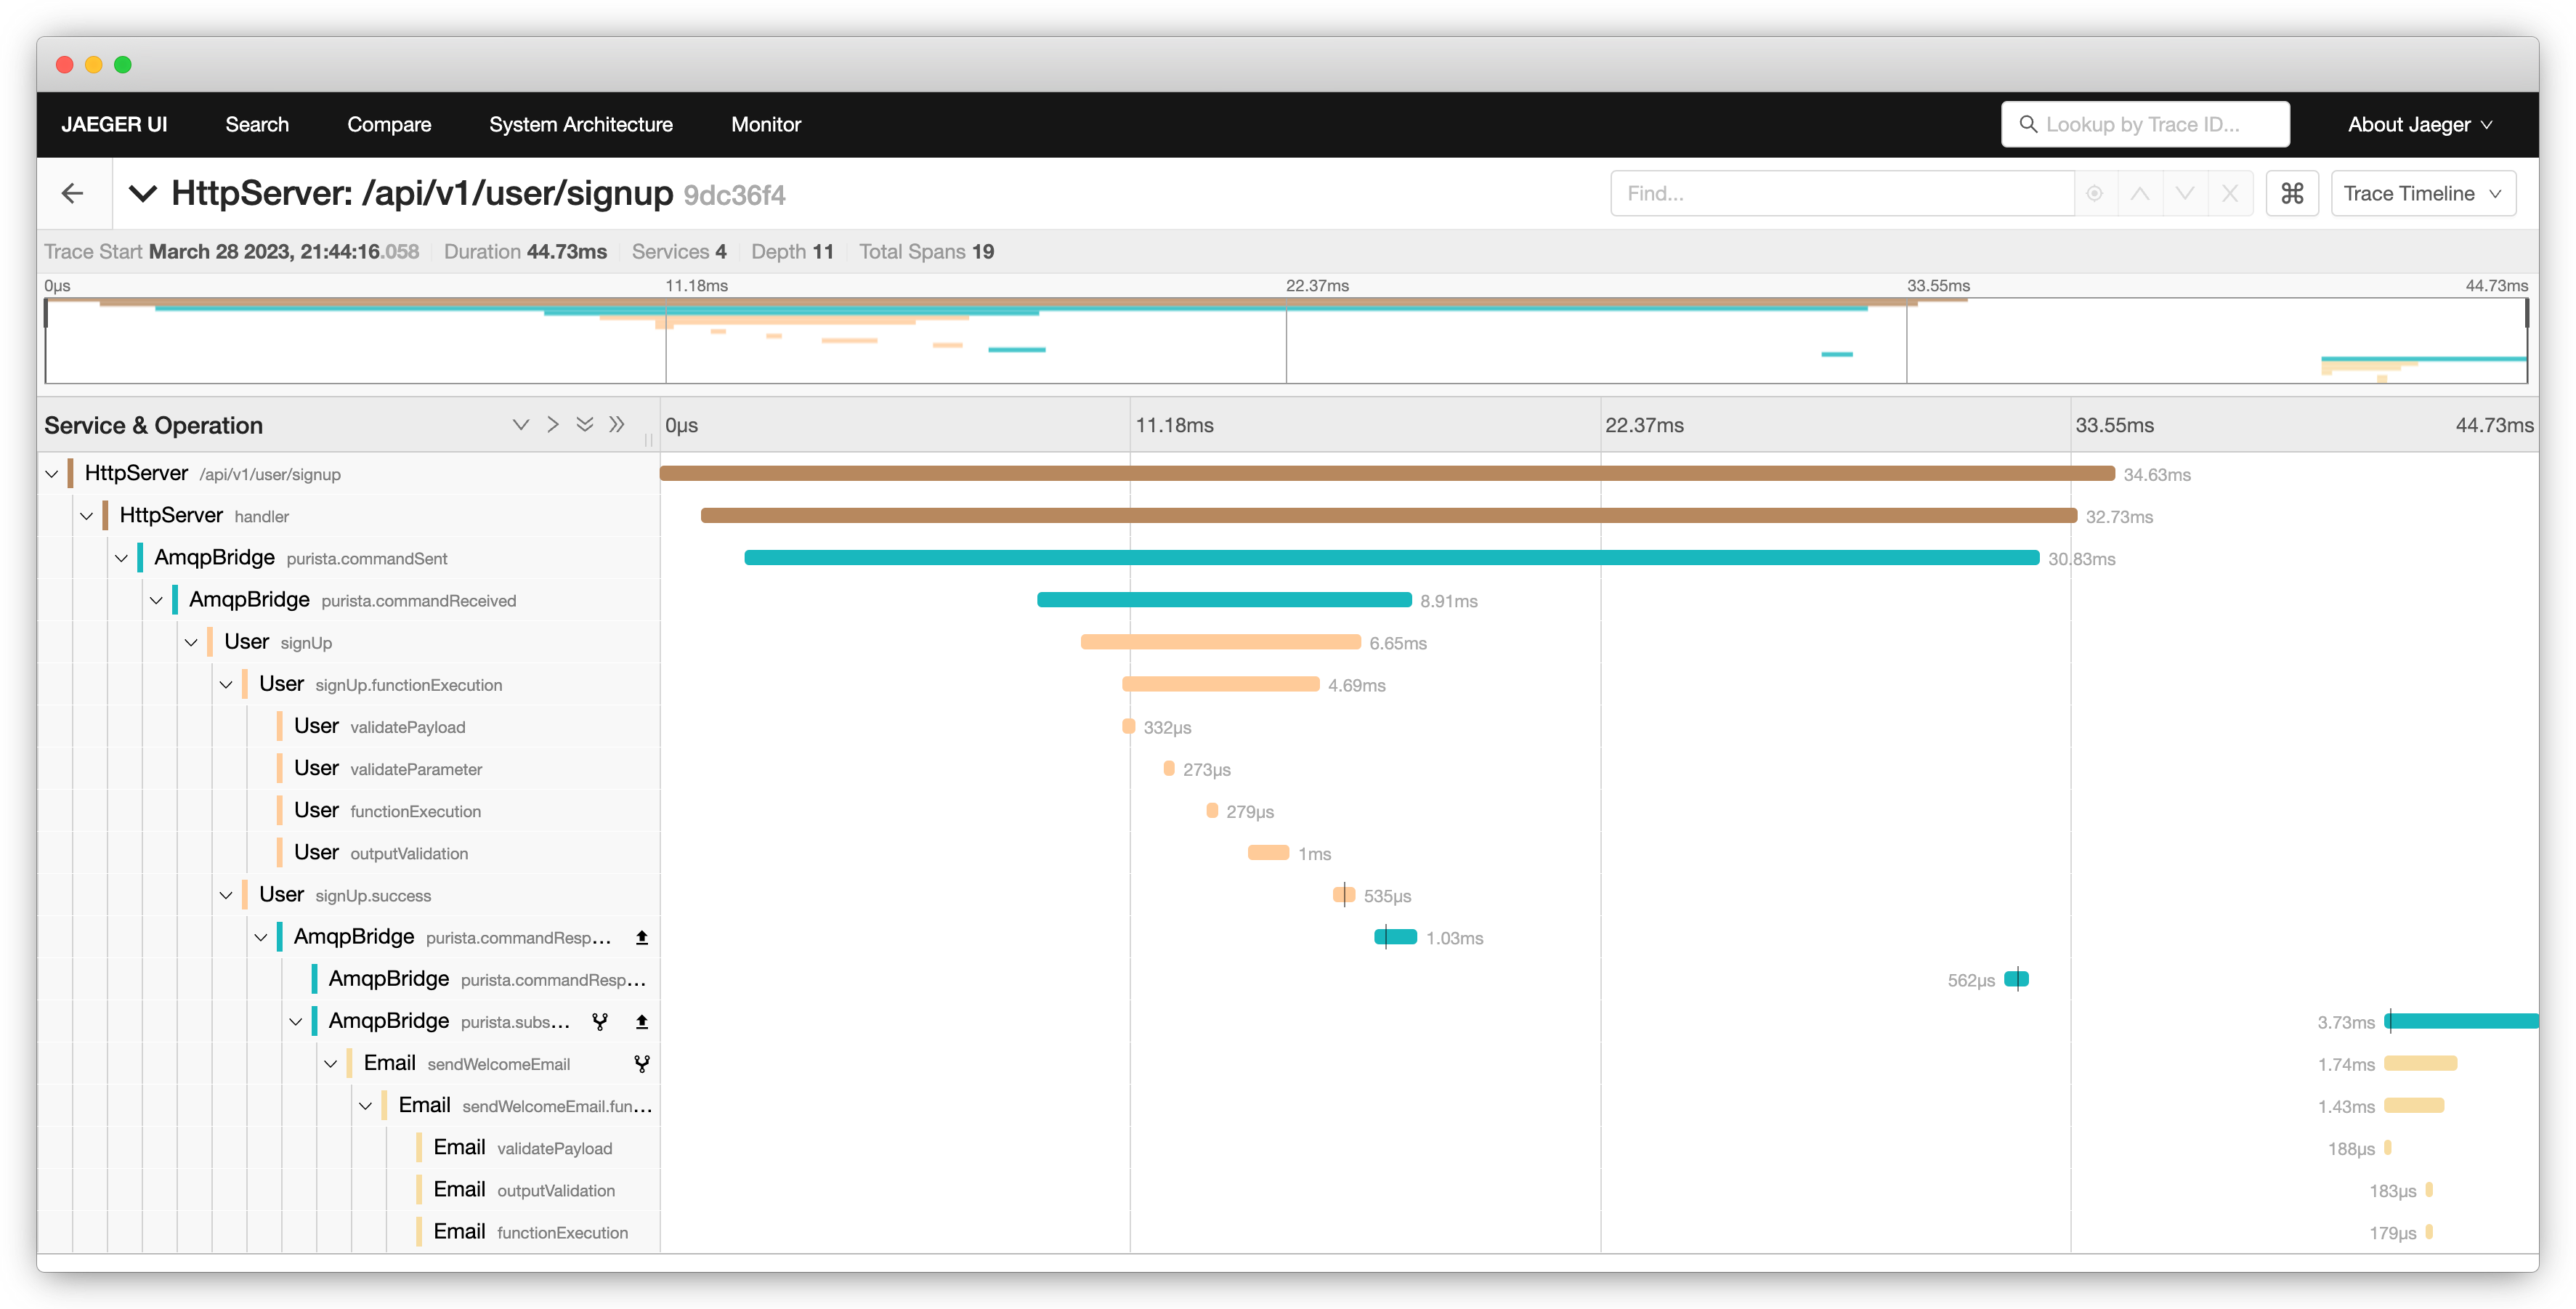 JAEGER UI Search Compare System Architecture Monitor Lookup by Trace ID... About Jaeger
HttpServer: /api/v1/user/signup 9dc36f4 Find... ⌘ Trace Timeline
Trace Start March 28 2023, 21:44:16.058 Duration 44.73ms Services 4 Depth 11 Total Spans 19
0μs 11.18ms 22.37ms 33.55ms 44.73ms
Service & Operation 0μs 11.18ms 22.37ms 33.55ms 44.73ms
HttpServer /api/v1/user/signup 34.63ms
HttpServer handler 32.73ms
AmqpBridge purista.commandSent 30.83ms
AmqpBridge purista.commandReceived 8.91ms
User signUp 6.65ms
User signUp.functionExecution 4.69ms
User validatePayload 332μs
User validateParameter 273μs
User functionExecution 279μs
User outputValidation 1ms
User signUp.success 535μs
AmqpBridge purista.commandResp... 1.03ms
AmqpBridge purista.commandResp... 562μs
AmqpBridge purista.subs... 3.73ms
Email sendWelcomeEmail 1.74ms
Email sendWelcomeEmail.fun... 1.43ms
Email validatePayload 188μs
Email outputValidation 183μs
Email functionExecution 179μs